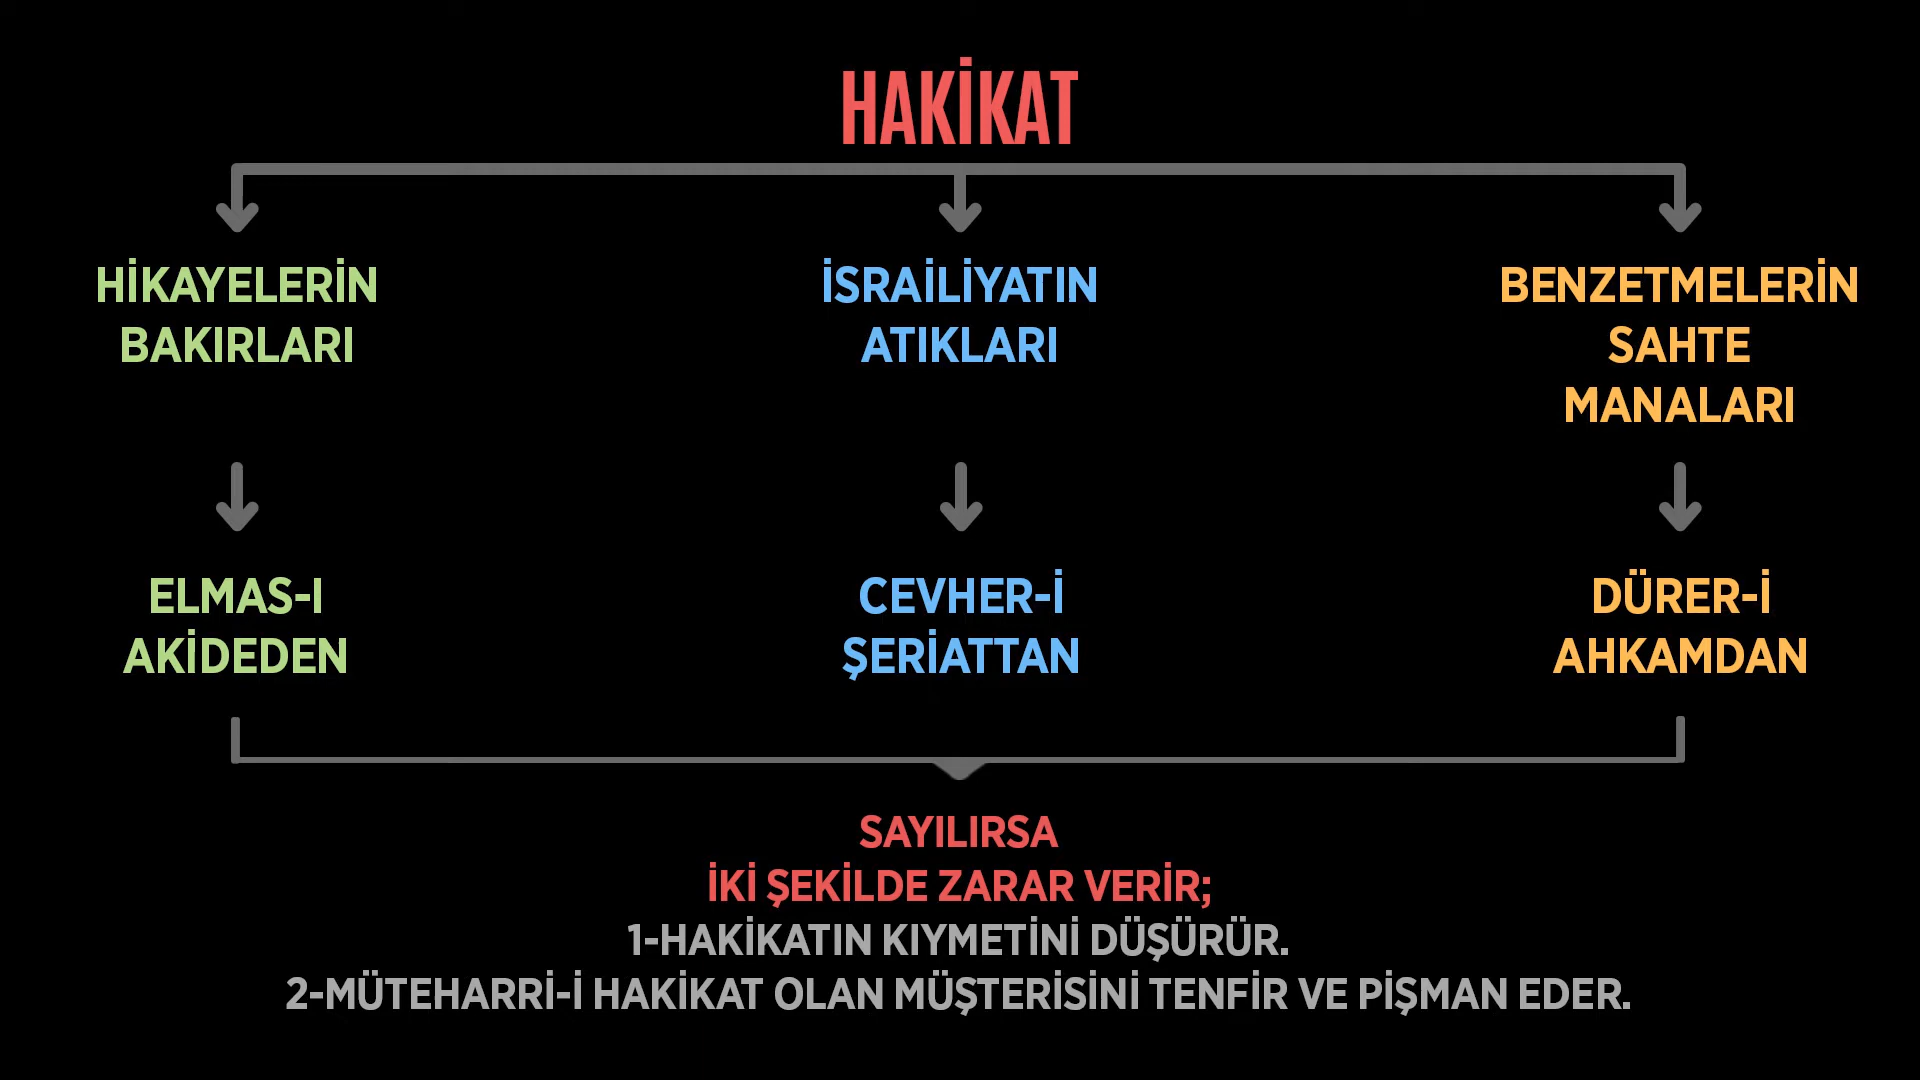 HAKİKAT
HİKAYELERİN
BAKIRLARI
İSRAİLİYATIN
ATIKLARI
BENZETMELERİN
SAHTE
MANALARI
ELMAS-I
AKİDEDEN
CEVHER-İ
ŞERİATTAN
DÜRER-İ
AHKAMDAN
SAYILIRSA
İKİ ŞEKİLDE ZARAR VERİR;
1-HAKİKATIN KIYMETİNİ DÜŞÜRÜR.
2-MÜTEHARRİ-İ HAKİKAT OLAN MÜŞTERİSİNİ TENFİR VE PİŞMAN EDER.